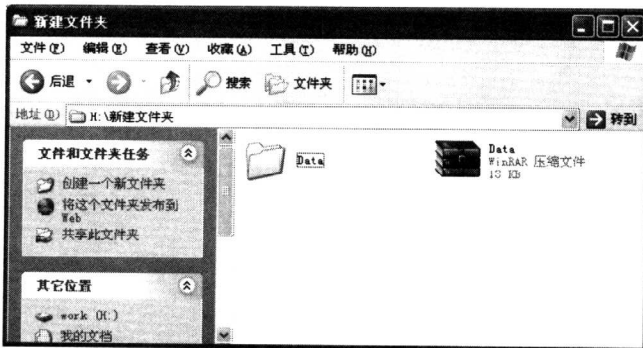 新建文件夹
文件(F) 编辑(E) 查看(V) 收藏(A) 工具(T) 帮助(H)
后退 搜索 文件夹
地址(D) H:\新建文件夹 转到
文件和文件夹任务
创建一个新文件夹
将这个文件夹发布到
Web
共享此文件夹
其它位置
work (H:)
我的文档
Data
Data
WinRAR 压缩文件
13 KB